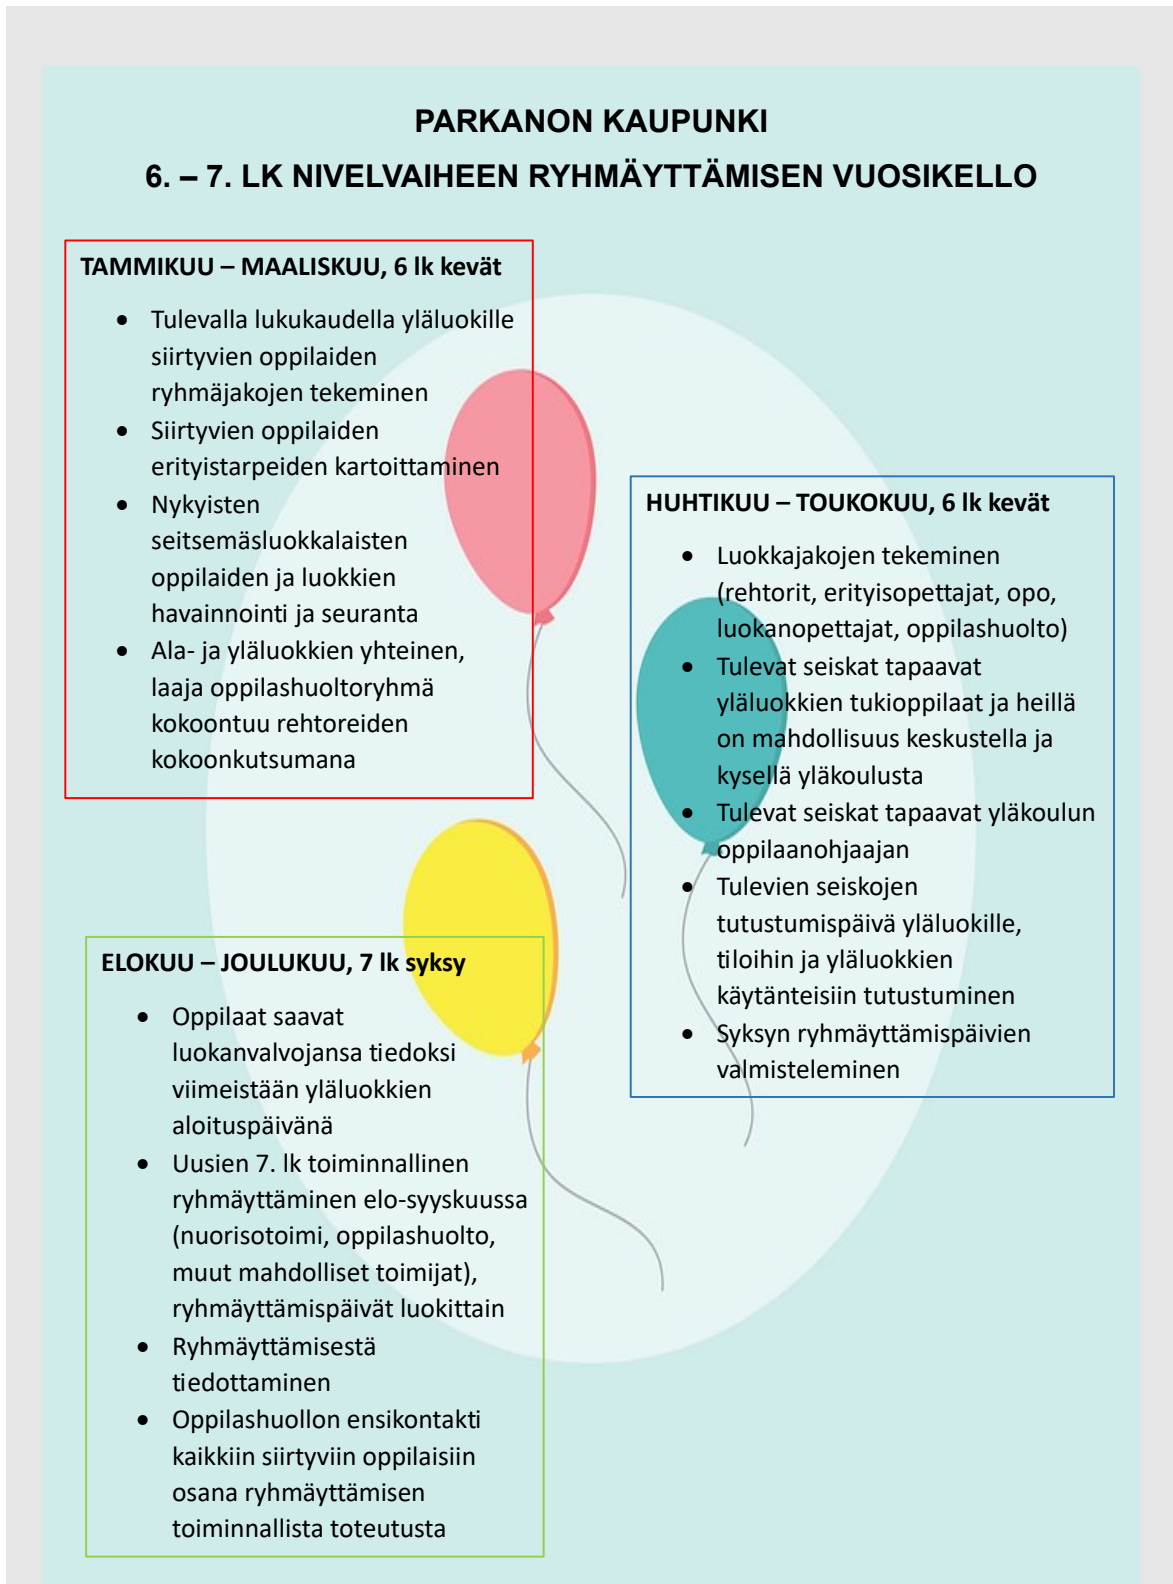 PARKANON KAUPUNKI
6. – 7. LK NIVELVAIHEEN RYHMÄYTTÄMISEN VUOSIKELLO
TAMMIKUU – MAALISKUU, 6 lk kevät
• Tulevalla lukukaudella yläluokille
siirtyvien oppilaiden
ryhmäjakojen tekeminen
• Siirtyvien oppilaiden
erityistarpeiden kartoittaminen
• Nykyisten
seitsemäsluokkalaisten
oppilaiden ja luokkien
havainnointi ja seuranta
• Ala- ja yläluokkien yhteinen,
laaja oppilashuoltoryhmä
kokoontuu rehtoreiden
kokoonkutsumana
HUHTIKUU – TOUKOKUU, 6 lk kevät
• Luokkajakojen tekeminen
(rehtorit, erityisopettajat, opo,
luokanopettajat, oppilashuolto)
• Tulevat seiskat tapaavat
yläluokkien tukioppilaat ja heillä
on mahdollisuus keskustella ja
kysellä yläkoulusta
• Tulevat seiskat tapaavat yläkoulun
oppilaanohjaajan
• Tulevien seiskojen
tutustumispäivä yläluokille,
tiloihin ja yläluokkien
käytänteisiin tutustuminen
• Syksyn ryhmäyttämispäivien
valmisteleminen
ELOKUU – JOULUKUU, 7 lk syksy
• Oppilaat saavat
luokanvalvojansa tiedoksi
viimeistään yläluokkien
aloituspäivänä
• Uusien 7. lk toiminnallinen
ryhmäyttäminen elo-syyskuussa
(nuorisotoimi, oppilashuolto,
muut mahdolliset toimijat),
ryhmäyttämispäivät luokittain
• Ryhmäyttämisestä
tiedottaminen
• Oppilashuollon ensikontakti
kaikkiin siirtyviin oppilaisiin
osana ryhmäyttämisen
toiminnallista toteutusta